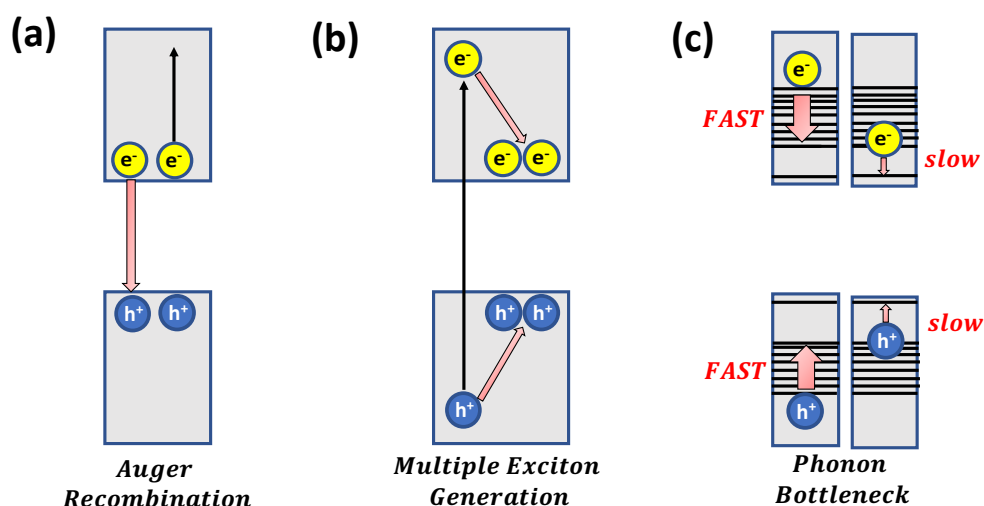 (a)
e⁻ e⁻
h⁺ h⁺
Auger
Recombination
(b)
e⁻
e⁻ e⁻
h⁺ h⁺
h⁺
Multiple Exciton
Generation
(c)
e⁻
FAST
e⁻
slow
h⁺
slow
FAST
h⁺
Phonon
Bottleneck